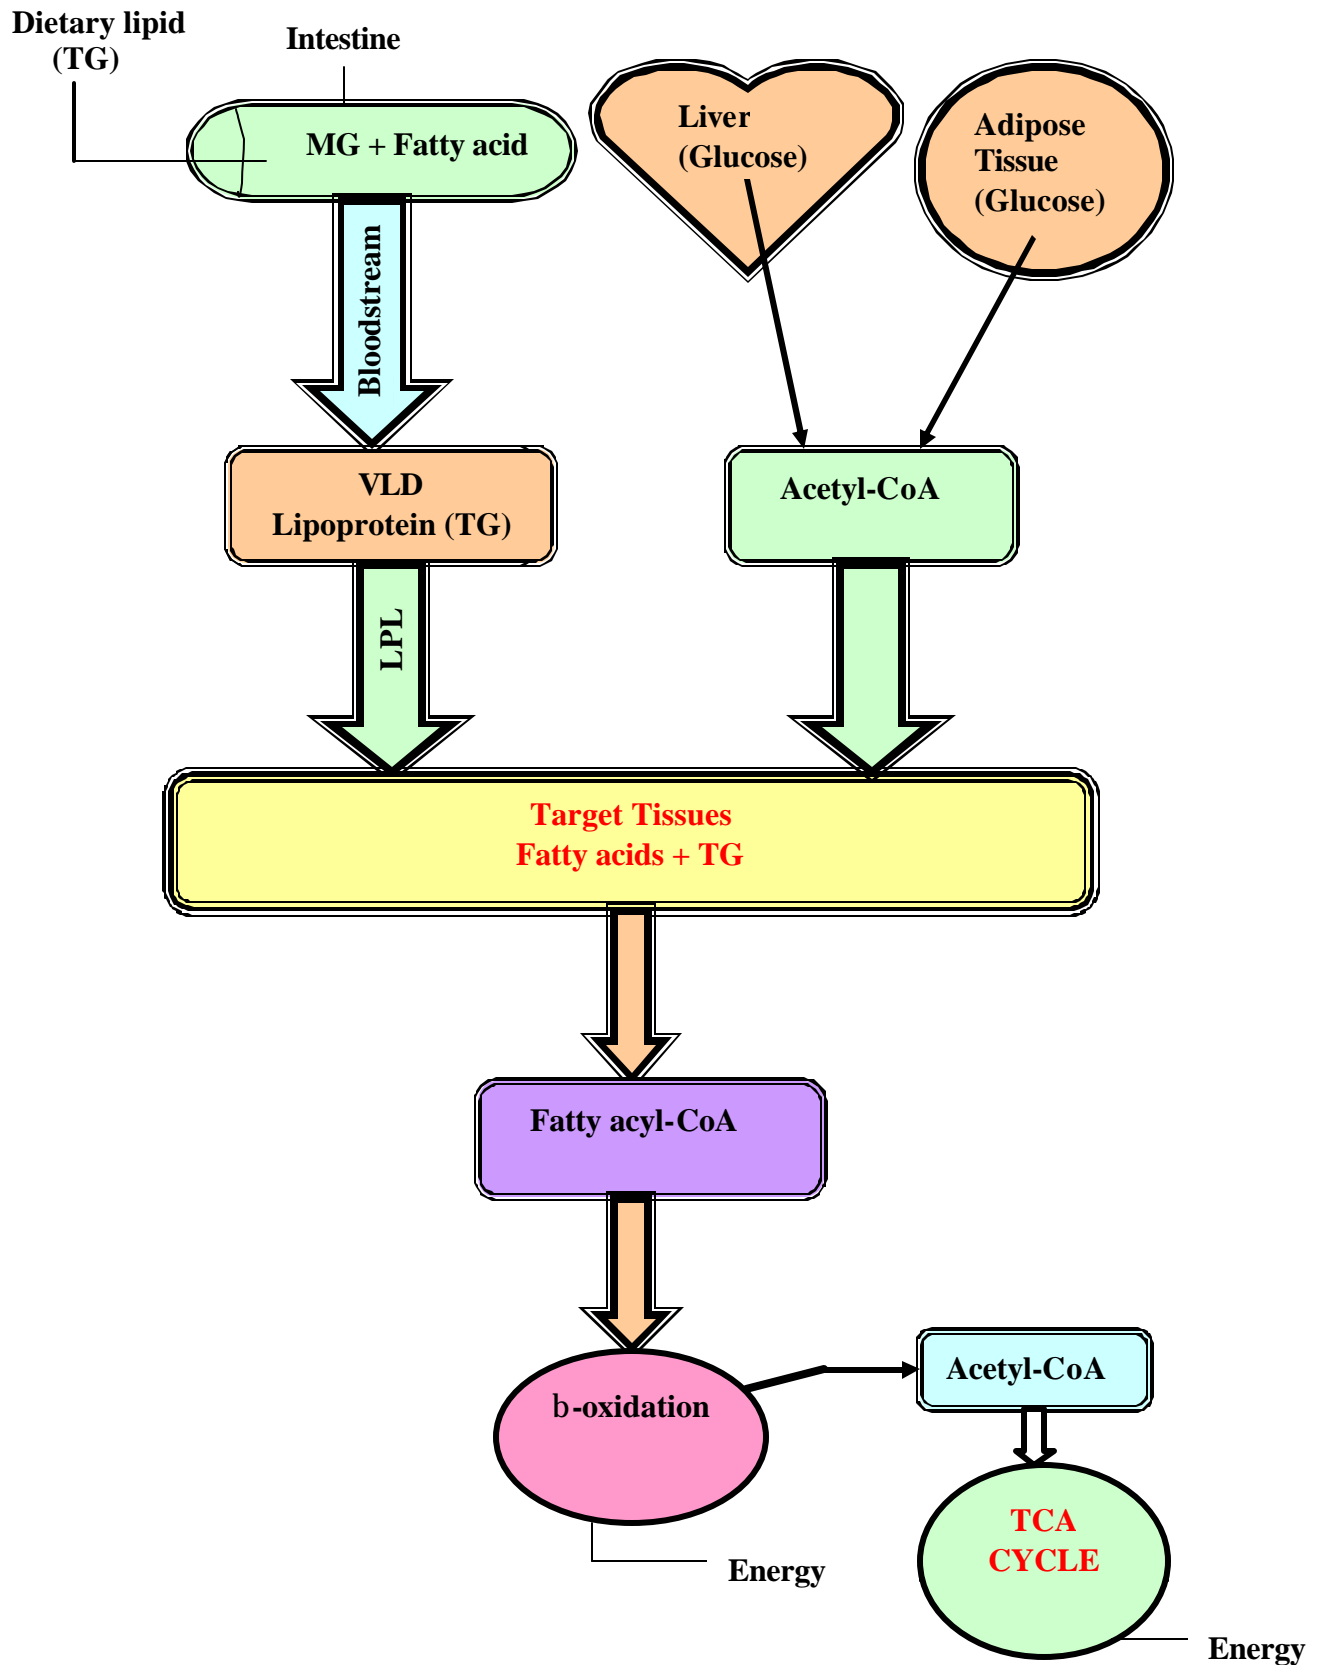 Dietary lipid
(TG)
Intestine
MG + Fatty acid
Liver
(Glucose)
Adipose
Tissue
(Glucose)
Bloodstream
VLD
Lipoprotein (TG)
Acetyl-CoA
LPL
Target Tissues
Fatty acids + TG
Fatty acyl-CoA
b-oxidation
Acetyl-CoA
TCA
CYCLE
Energy
Energy